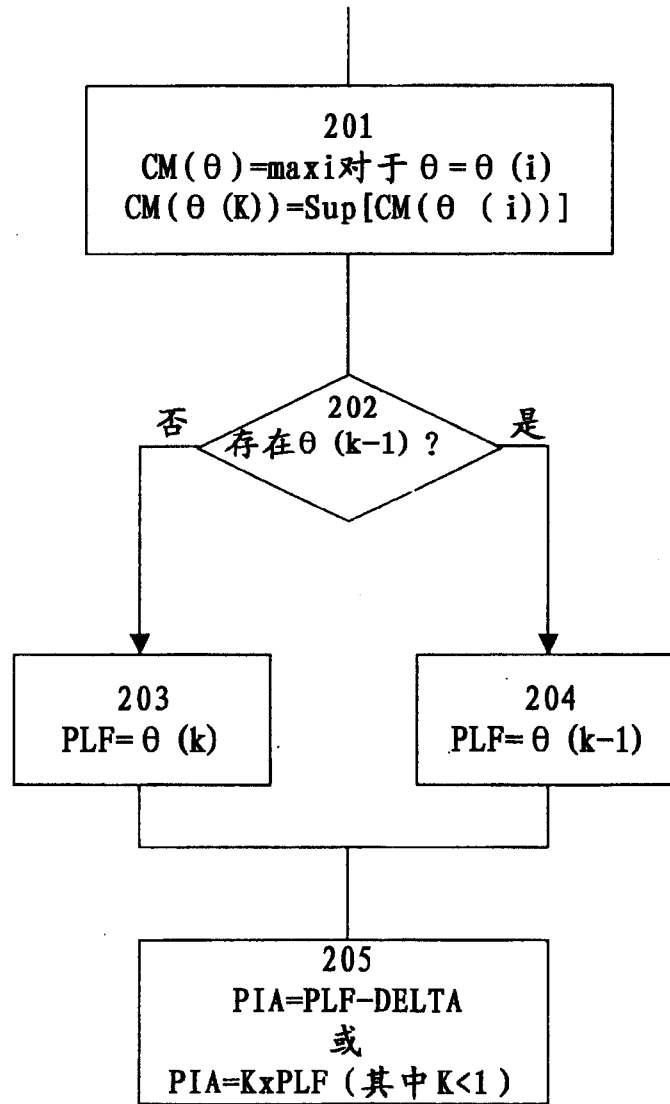 201
CM(θ)=maxi对于 θ=θ (i)
CM(θ (K))=Sup[CM(θ ( i))]
202
存在θ (k-1) ?
否
是
203
PLF=θ (k)
204
PLF=θ (k-1)
205
PIA=PLF-DELTA
或
PIA=KxPLF (其中K<1)